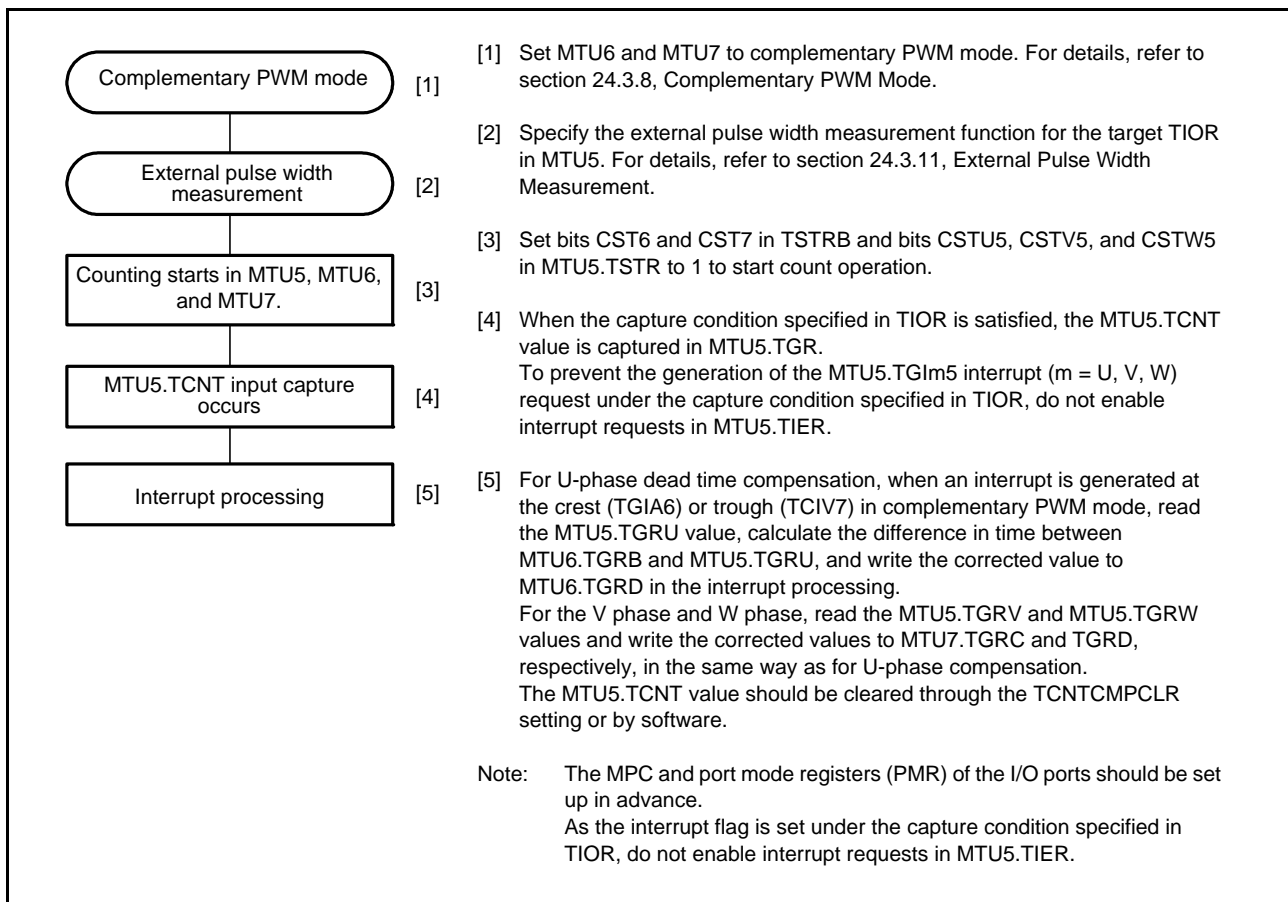 Complementary PWM mode
[1]
External pulse width
measurement
[2]
Counting starts in MTU5, MTU6,
and MTU7.
[3]
MTU5.TCNT input capture
occurs
[4]
Interrupt processing
[5]
[1] Set MTU6 and MTU7 to complementary PWM mode. For details, refer to
section 24.3.8, Complementary PWM Mode.
[2] Specify the external pulse width measurement function for the target TIOR
in MTU5. For details, refer to section 24.3.11, External Pulse Width
Measurement.
[3] Set bits CST6 and CST7 in TSTRB and bits CSTU5, CSTV5, and CSTW5
in MTU5.TSTR to 1 to start count operation.
[4] When the capture condition specified in TIOR is satisfied, the MTU5.TCNT
value is captured in MTU5.TGR.
To prevent the generation of the MTU5.TGIm5 interrupt (m = U, V, W)
request under the capture condition specified in TIOR, do not enable
interrupt requests in MTU5.TIER.
[5] For U-phase dead time compensation, when an interrupt is generated at
the crest (TGIA6) or trough (TCIV7) in complementary PWM mode, read
the MTU5.TGRU value, calculate the difference in time between
MTU6.TGRB and MTU5.TGRU, and write the corrected value to
MTU6.TGRD in the interrupt processing.
For the V phase and W phase, read the MTU5.TGRV and MTU5.TGRW
values and write the corrected values to MTU7.TGRC and TGRD,
respectively, in the same way as for U-phase compensation.
The MTU5.TCNT value should be cleared through the TCNTCMPCLR
setting or by software.
Note: The MPC and port mode registers (PMR) of the I/O ports should be set
up in advance.
As the interrupt flag is set under the capture condition specified in
TIOR, do not enable interrupt requests in MTU5.TIER.